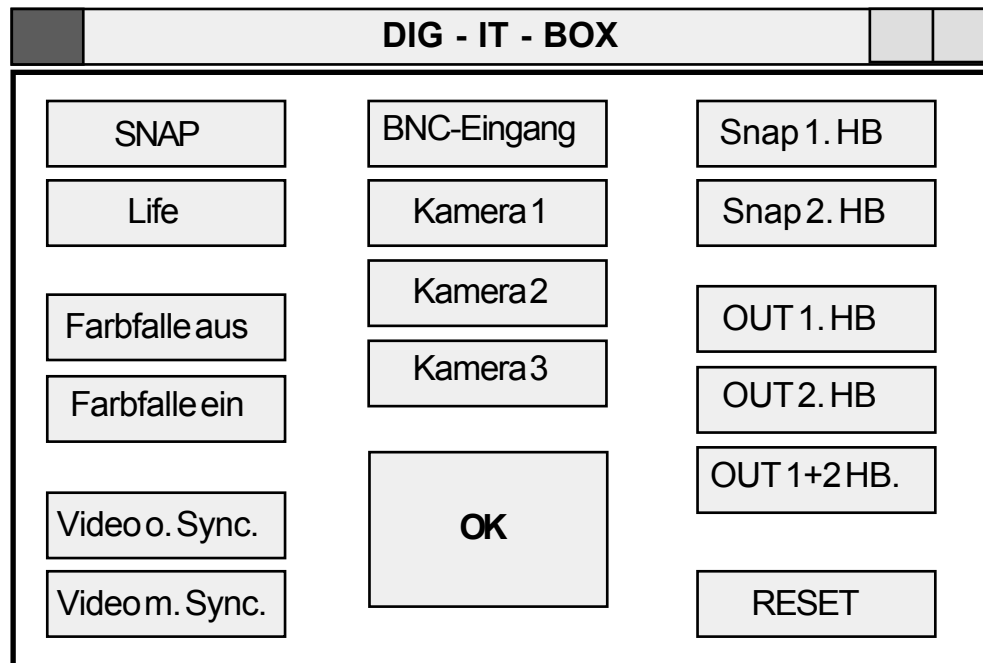 DIG - IT - BOX
SNAP
Life
Farbfalle aus
Farbfalle ein
Video o. Sync.
Video m. Sync.
BNC-Eingang
Kamera 1
Kamera 2
Kamera 3
OK
Snap 1. HB
Snap 2. HB
OUT 1. HB
OUT 2. HB
OUT 1+2 HB.
RESET